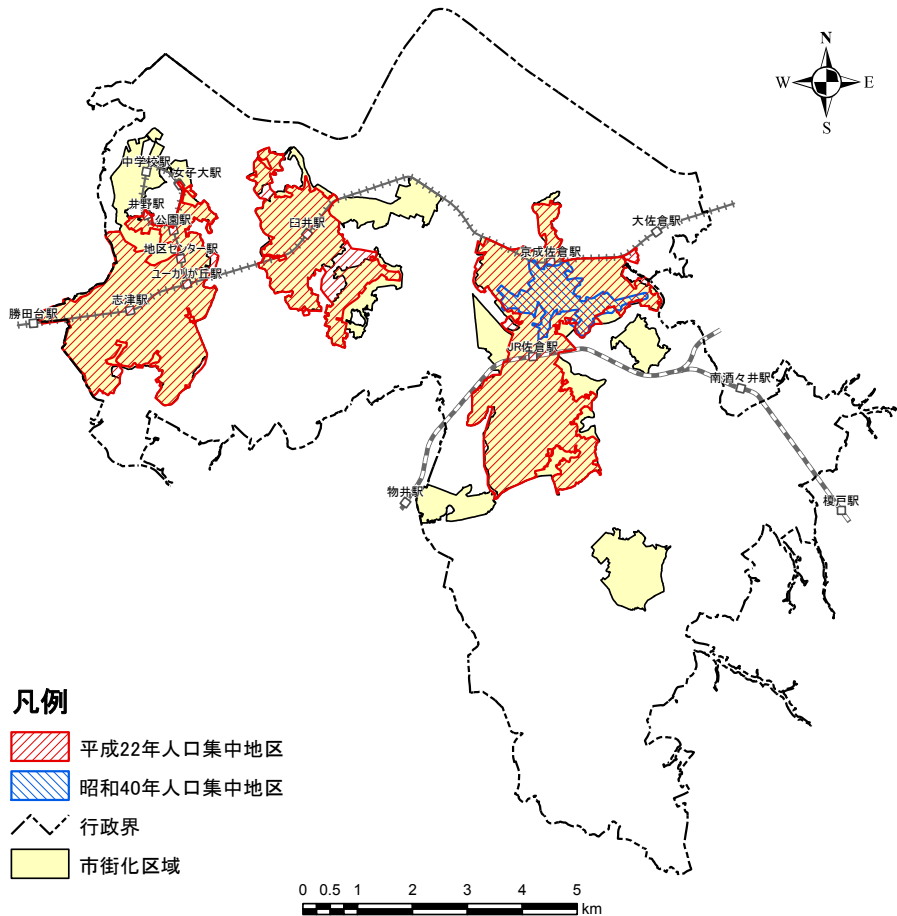 N
W
E
S
中学校駅
女子大駅
井野駅
公園駅
地区センター駅
ユーカリが丘駅
志津駅
勝田台駅
臼井駅
京成佐倉駅
大佐倉駅
JR佐倉駅
南酒々井駅
物井駅
榎戸駅
凡例
平成22年人口集中地区
昭和40年人口集中地区
行政界
市街化区域
0 0.5 1 2 3 4 5
km